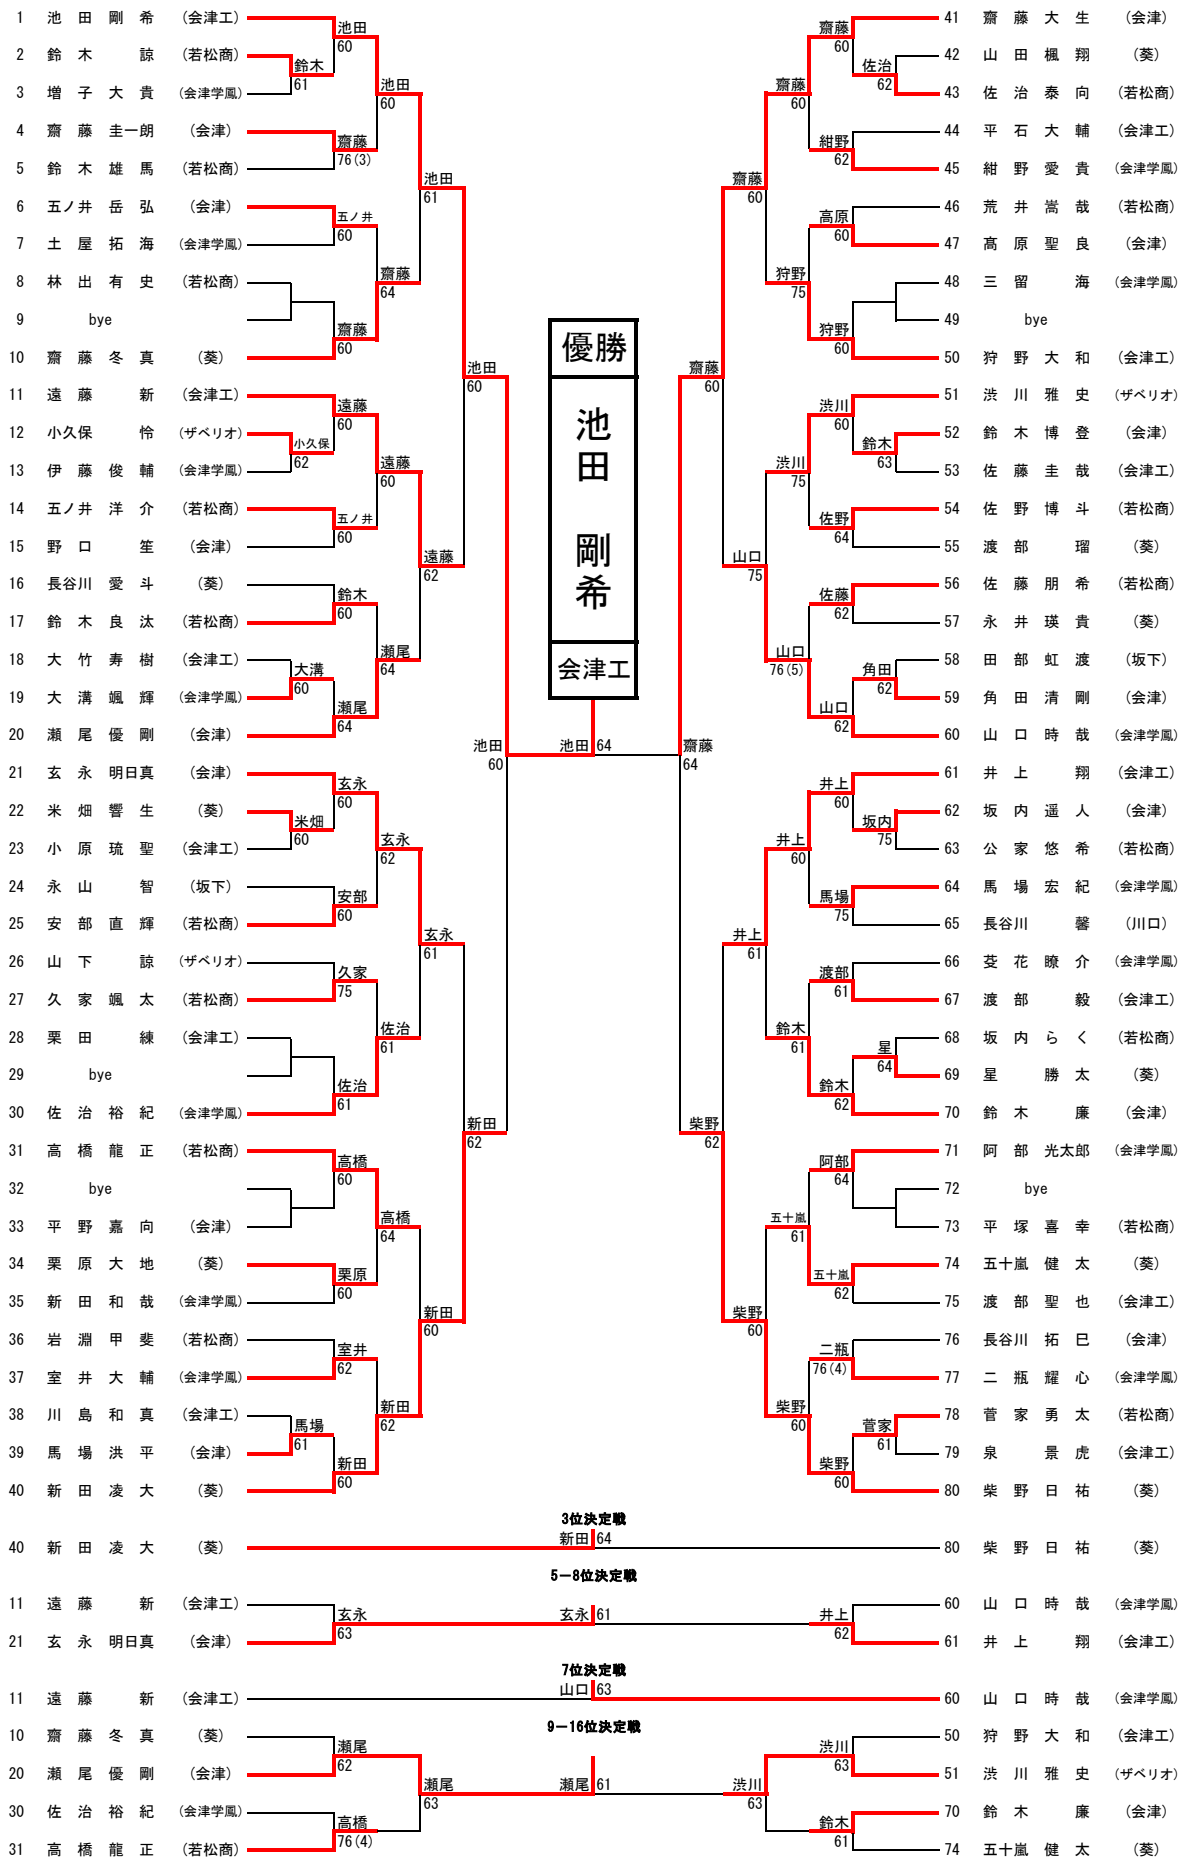 1 池田剛希 (会津工)
2 鈴木諒 (若松商)
3 増子大貴 (会津学鳳)
4 齋藤圭一朗 (会津)
5 鈴木雄馬 (若松商)
6 五ノ井岳弘 (会津)
7 土屋拓海 (会津学鳳)
8 林出有史 (若松商)
9 bye
10 齋藤冬真 (葵)
11 遠藤新 (会津工)
12 小久保怜 (ザベリオ)
13 伊藤俊輔 (会津学鳳)
14 五ノ井洋介 (若松商)
15 野口笙 (会津)
16 長谷川愛斗 (葵)
17 鈴木良汰 (若松商)
18 大竹寿樹 (会津工)
19 大溝颯輝 (会津学鳳)
20 瀬尾優剛 (会津)
21 玄永明日真 (会津)
22 米畑響生 (葵)
23 小原琉聖 (会津工)
24 永山智 (坂下)
25 安部直輝 (若松商)
26 山下諒 (ザベリオ)
27 久家颯太 (若松商)
28 栗田練 (会津工)
29 bye
30 佐治裕紀 (会津学鳳)
31 高橋龍正 (若松商)
32 bye
33 平野嘉向 (会津)
34 栗原大地 (葵)
35 新田和哉 (会津学鳳)
36 岩淵甲斐 (若松商)
37 室井大輔 (会津学鳳)
38 川島和真 (会津工)
39 馬場洪平 (会津)
40 新田凌大 (葵)
鈴木 61
小久保 62
大溝 60
米畑 60
馬場 61
池田 60
齋藤 76(3)
五ノ井 60
齋藤 60
遠藤 60
五ノ井 60
鈴木 60
瀬尾 64
玄永 60
安部 60
久家 75
佐治 61
高橋 60
栗原 60
室井 62
新田 60
池田 60
齋藤 64
遠藤 60
瀬尾 64
玄永 62
佐治 61
高橋 64
新田 62
池田 61
遠藤 62
玄永 61
新田 60
池田 60
新田 62
池田 60
優勝
池田 剛希
会津工
池田 64
齋藤 64
齋藤 60
柴野 62
齋藤 60
山口 75
井上 61
柴野 60
齋藤 60
狩野 75
渋川 75
山口 76(5)
井上 60
鈴木 61
五十嵐 61
柴野 60
齋藤 60
紺野 62
高原 60
狩野 60
渋川 60
佐野 64
佐藤 62
山口 62
井上 60
馬場 75
渡部 61
鈴木 62
阿部 64
五十嵐 62
二瓶 76(4)
柴野 60
佐治 62
鈴木 63
角田 62
坂内 75
星 64
菅家 61
41 齋藤大生 (会津)
42 山田楓翔 (葵)
43 佐治泰向 (若松商)
44 平石大輔 (会津工)
45 紺野愛貴 (会津学鳳)
46 荒井嵩哉 (若松商)
47 髙原聖良 (会津)
48 三留海 (会津学鳳)
49 bye
50 狩野大和 (会津工)
51 渋川雅史 (ザベリオ)
52 鈴木博登 (会津)
53 佐藤圭哉 (会津工)
54 佐野博斗 (若松商)
55 渡部瑠 (葵)
56 佐藤朋希 (若松商)
57 永井瑛貴 (葵)
58 田部虹渡 (坂下)
59 角田清剛 (会津)
60 山口時哉 (会津学鳳)
61 井上翔 (会津工)
62 坂内遥人 (会津)
63 公家悠希 (若松商)
64 馬場宏紀 (会津学鳳)
65 長谷川馨 (川口)
66 芟花瞭介 (会津学鳳)
67 渡部毅 (会津工)
68 坂内らく (若松商)
69 星勝太 (葵)
70 鈴木廉 (会津)
71 阿部光太郎 (会津学鳳)
72 bye
73 平塚喜幸 (若松商)
74 五十嵐健太 (葵)
75 渡部聖也 (会津工)
76 長谷川拓巳 (会津)
77 二瓶耀心 (会津学鳳)
78 菅家勇太 (若松商)
79 泉景虎 (会津工)
80 柴野日祐 (葵)
3位決定戦
40 新田凌大 (葵)
新田 64
80 柴野日祐 (葵)
5－8位決定戦
11 遠藤新 (会津工)
21 玄永明日真 (会津)
玄永 63
玄永 61
井上 62
60 山口時哉 (会津学鳳)
61 井上翔 (会津工)
7位決定戦
11 遠藤新 (会津工)
山口 63
60 山口時哉 (会津学鳳)
9－16位決定戦
10 齋藤冬真 (葵)
20 瀬尾優剛 (会津)
30 佐治裕紀 (会津学鳳)
31 高橋龍正 (若松商)
瀬尾 62
高橋 76(4)
瀬尾 63
瀬尾 61
渋川 63
渋川 63
鈴木 61
50 狩野大和 (会津工)
51 渋川雅史 (ザベリオ)
70 鈴木廉 (会津)
74 五十嵐健太 (葵)